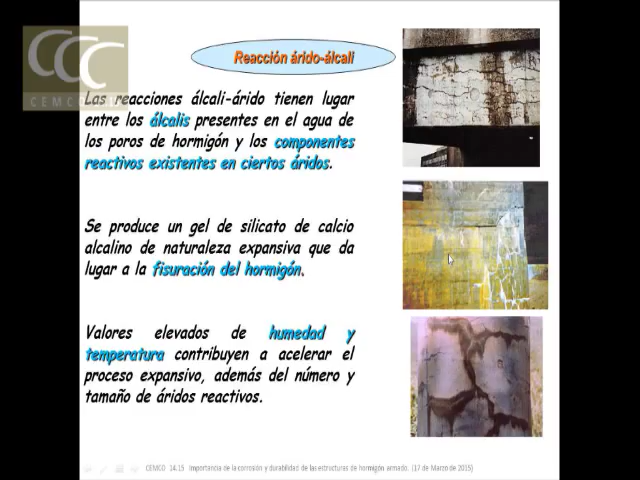 CCC
CEMCO
Reacción árido-álcali
Las reacciones álcali-árido tienen lugar
entre los álcalis presentes en el agua de
los poros de hormigón y los componentes
reactivos existentes en ciertos áridos.
Se produce un gel de silicato de calcio
alcalino de naturaleza expansiva que da
lugar a la fisuración del hormigón.
Valores elevados de humedad y
temperatura contribuyen a acelerar el
proceso expansivo, además del número y
tamaño de áridos reactivos.
CEMCO 14.15 Importancia de la corrosión y durabilidad de las estructuras de hormigón armado. (17 de Marzo de 2015)